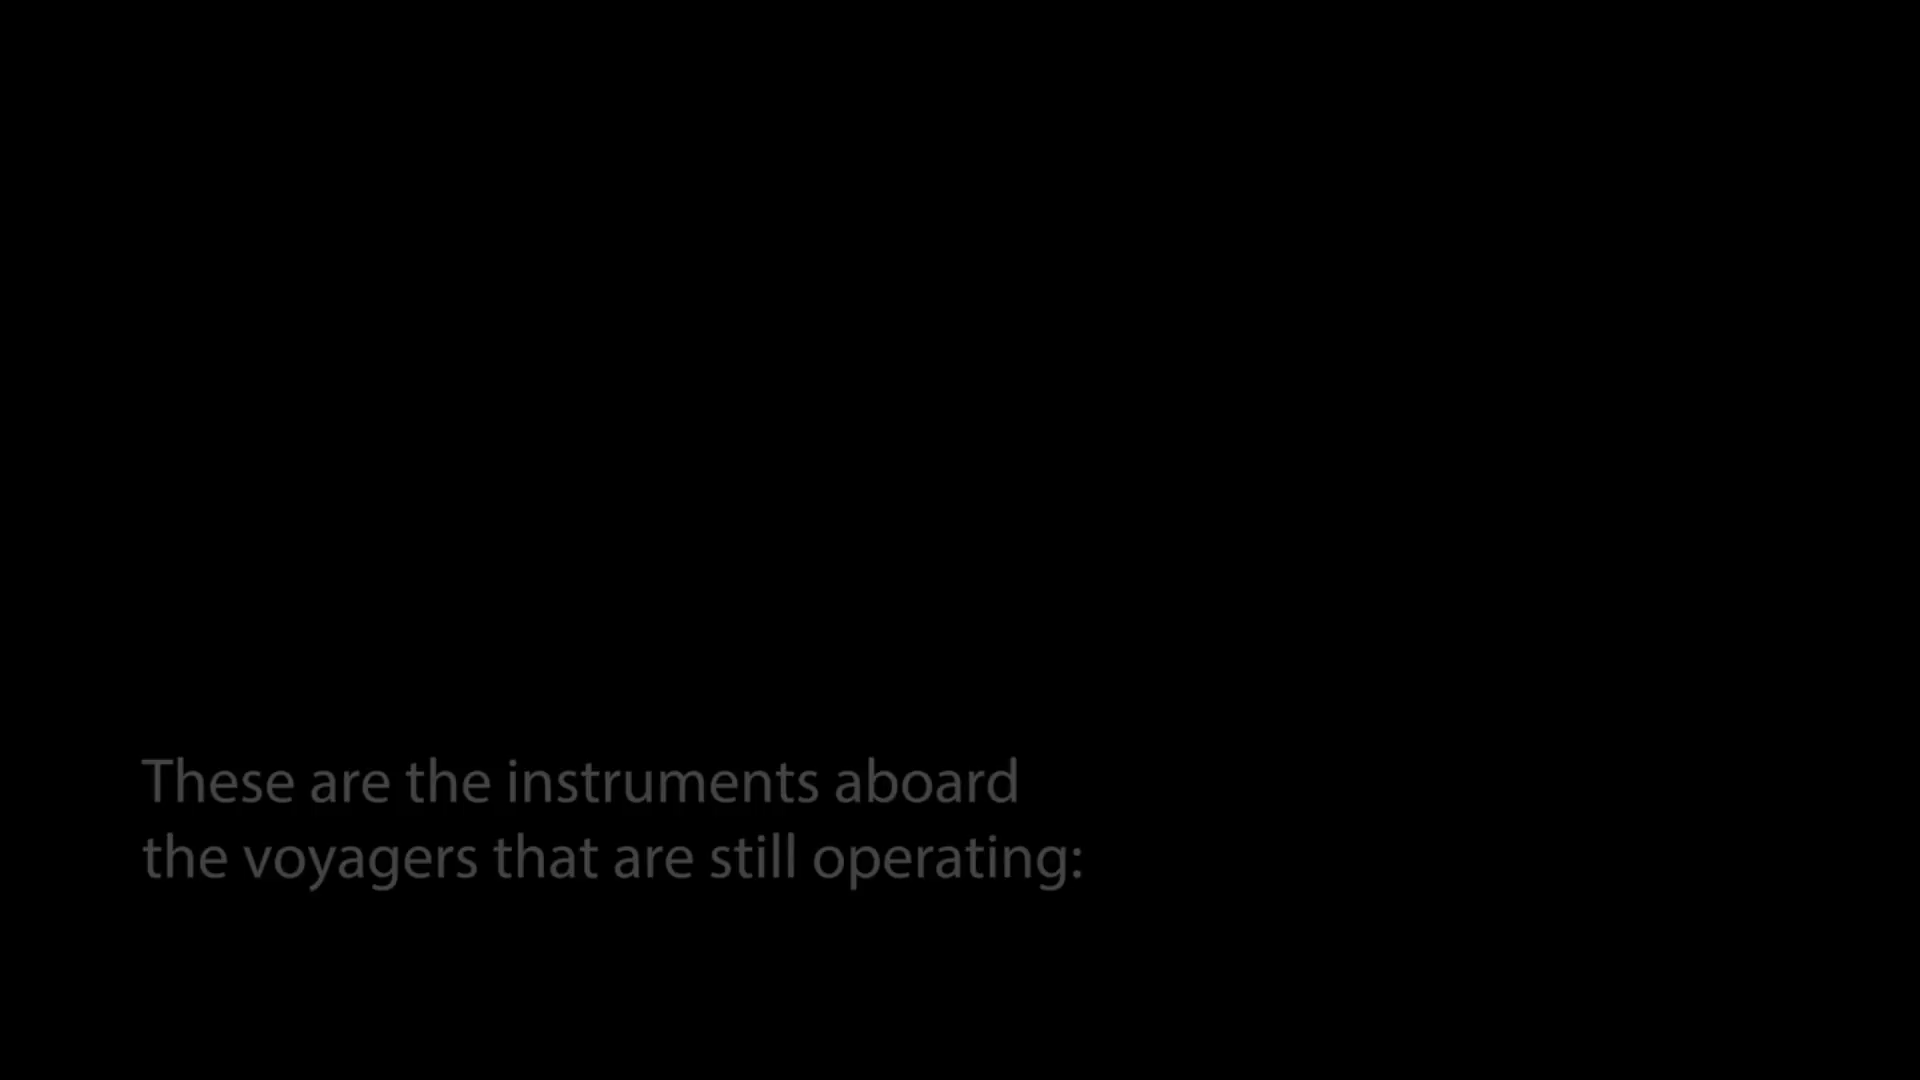 These are the instruments aboard
the voyagers that are still operating: